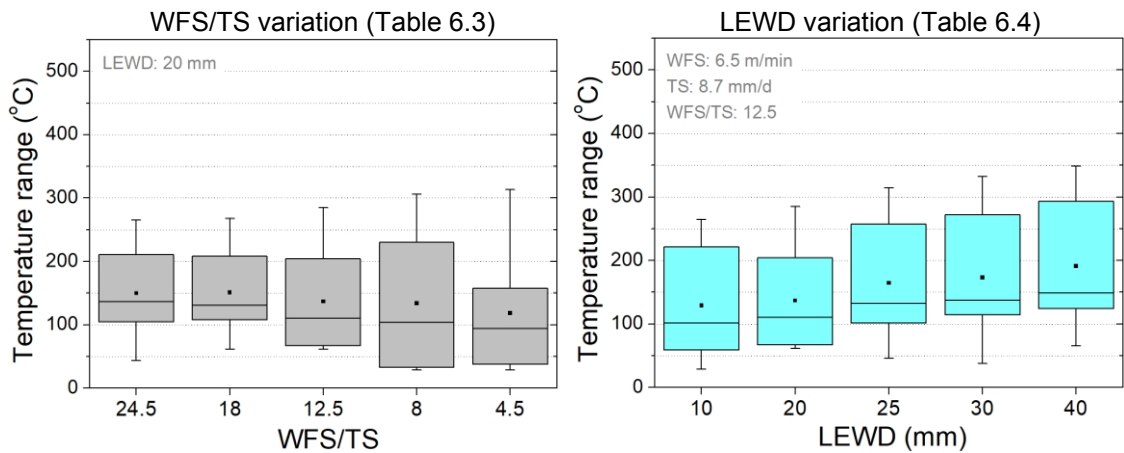 WFS/TS variation (Table 6.3)
LEWD: 20 mm
Temperature range (°C)
500
400
300
200
100
0
24.5 18 12.5 8 4.5
WFS/TS
LEWD variation (Table 6.4)
WFS: 6.5 m/min
TS: 8.7 mm/d
WFS/TS: 12.5
Temperature range (°C)
500
400
300
200
100
0
10 20 25 30 40
LEWD (mm)